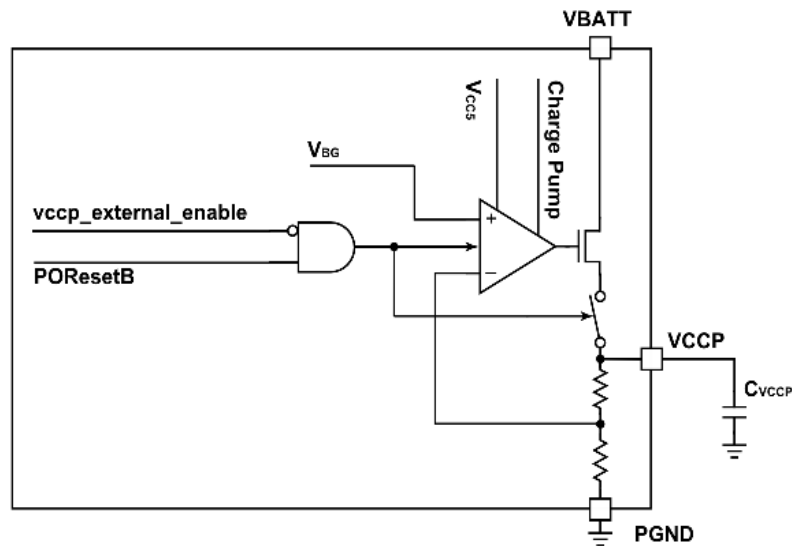 VBATT
VCC5
Charge Pump
VBG
vccp_external_enable
POResetB
+
−
VCCP
CVCCP
PGND